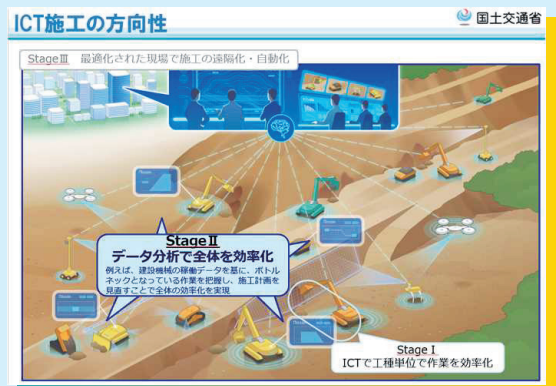 ICT施工の方向性
国土交通省
StageⅢ 最適化された現場で施工の遠隔化・自動化
StageⅡ
データ分析で全体を効率化
例えば、建設機械の稼働データを基に、ボトル
ネックとなっている作業を把握し、施工計画を
見直すことで全体の効率化を実現
StageⅠ
ICTで工種単位で作業を効率化